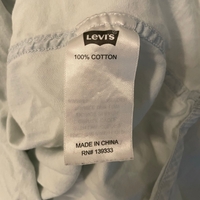 LEVI'S
100% COTTON
MADE IN CHINA
RN# 139333